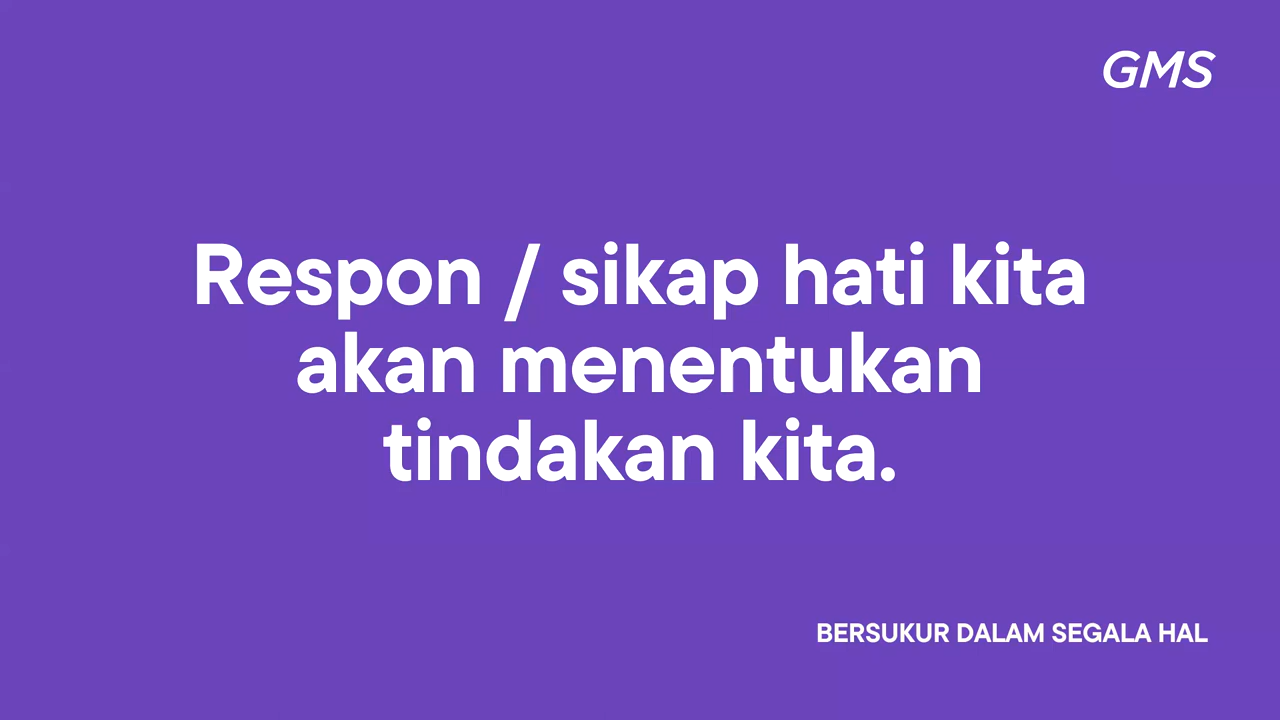 GMS
Respon / sikap hati kita
akan menentukan
tindakan kita.
BERSUKUR DALAM SEGALA HAL